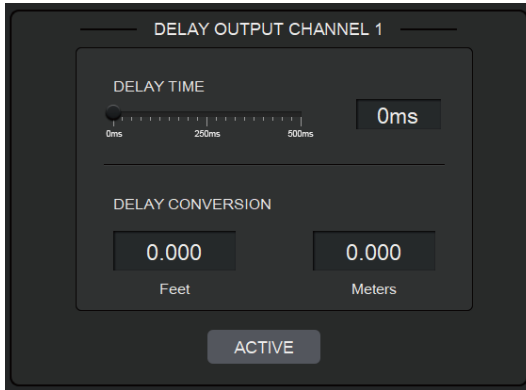 DELAY OUTPUT CHANNEL 1
DELAY TIME
0ms
0ms 250ms 500ms
DELAY CONVERSION
0.000 0.000
Feet Meters
ACTIVE